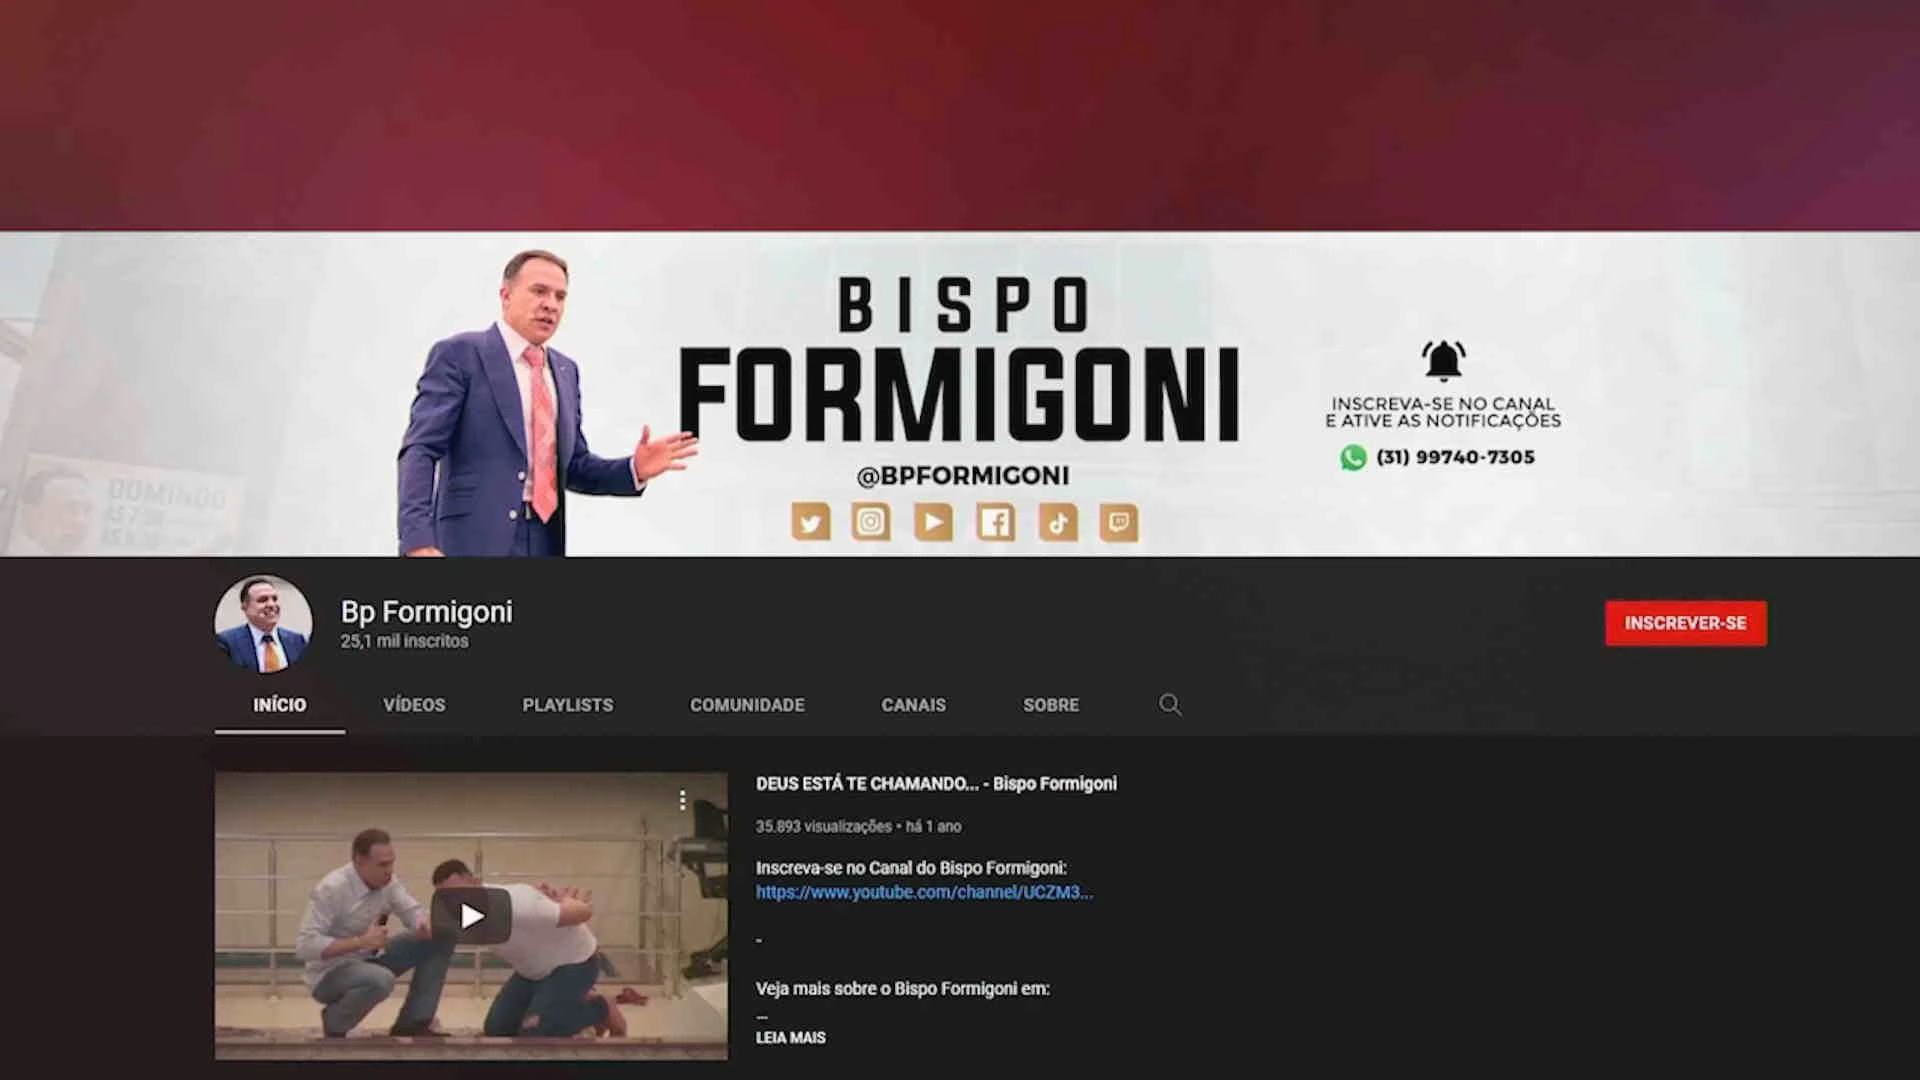 BISPO
FORMIGONI
@BPFORMIGONI
INSCREVA-SE NO CANAL
E ATIVE AS NOTIFICAÇÕES
(31) 99740-7305
DOMINGO
Bp Formigoni
25,1 mil inscritos
INSCREVER-SE
INÍCIO VÍDEOS PLAYLISTS COMUNIDADE CANAIS SOBRE
DEUS ESTÁ TE CHAMANDO... - Bispo Formigoni
35.893 visualizações • há 1 ano
Inscreva-se no Canal do Bispo Formigoni:
https://www.youtube.com/channel/UCZM3...
-
Veja mais sobre o Bispo Formigoni em:
...
LEIA MAIS